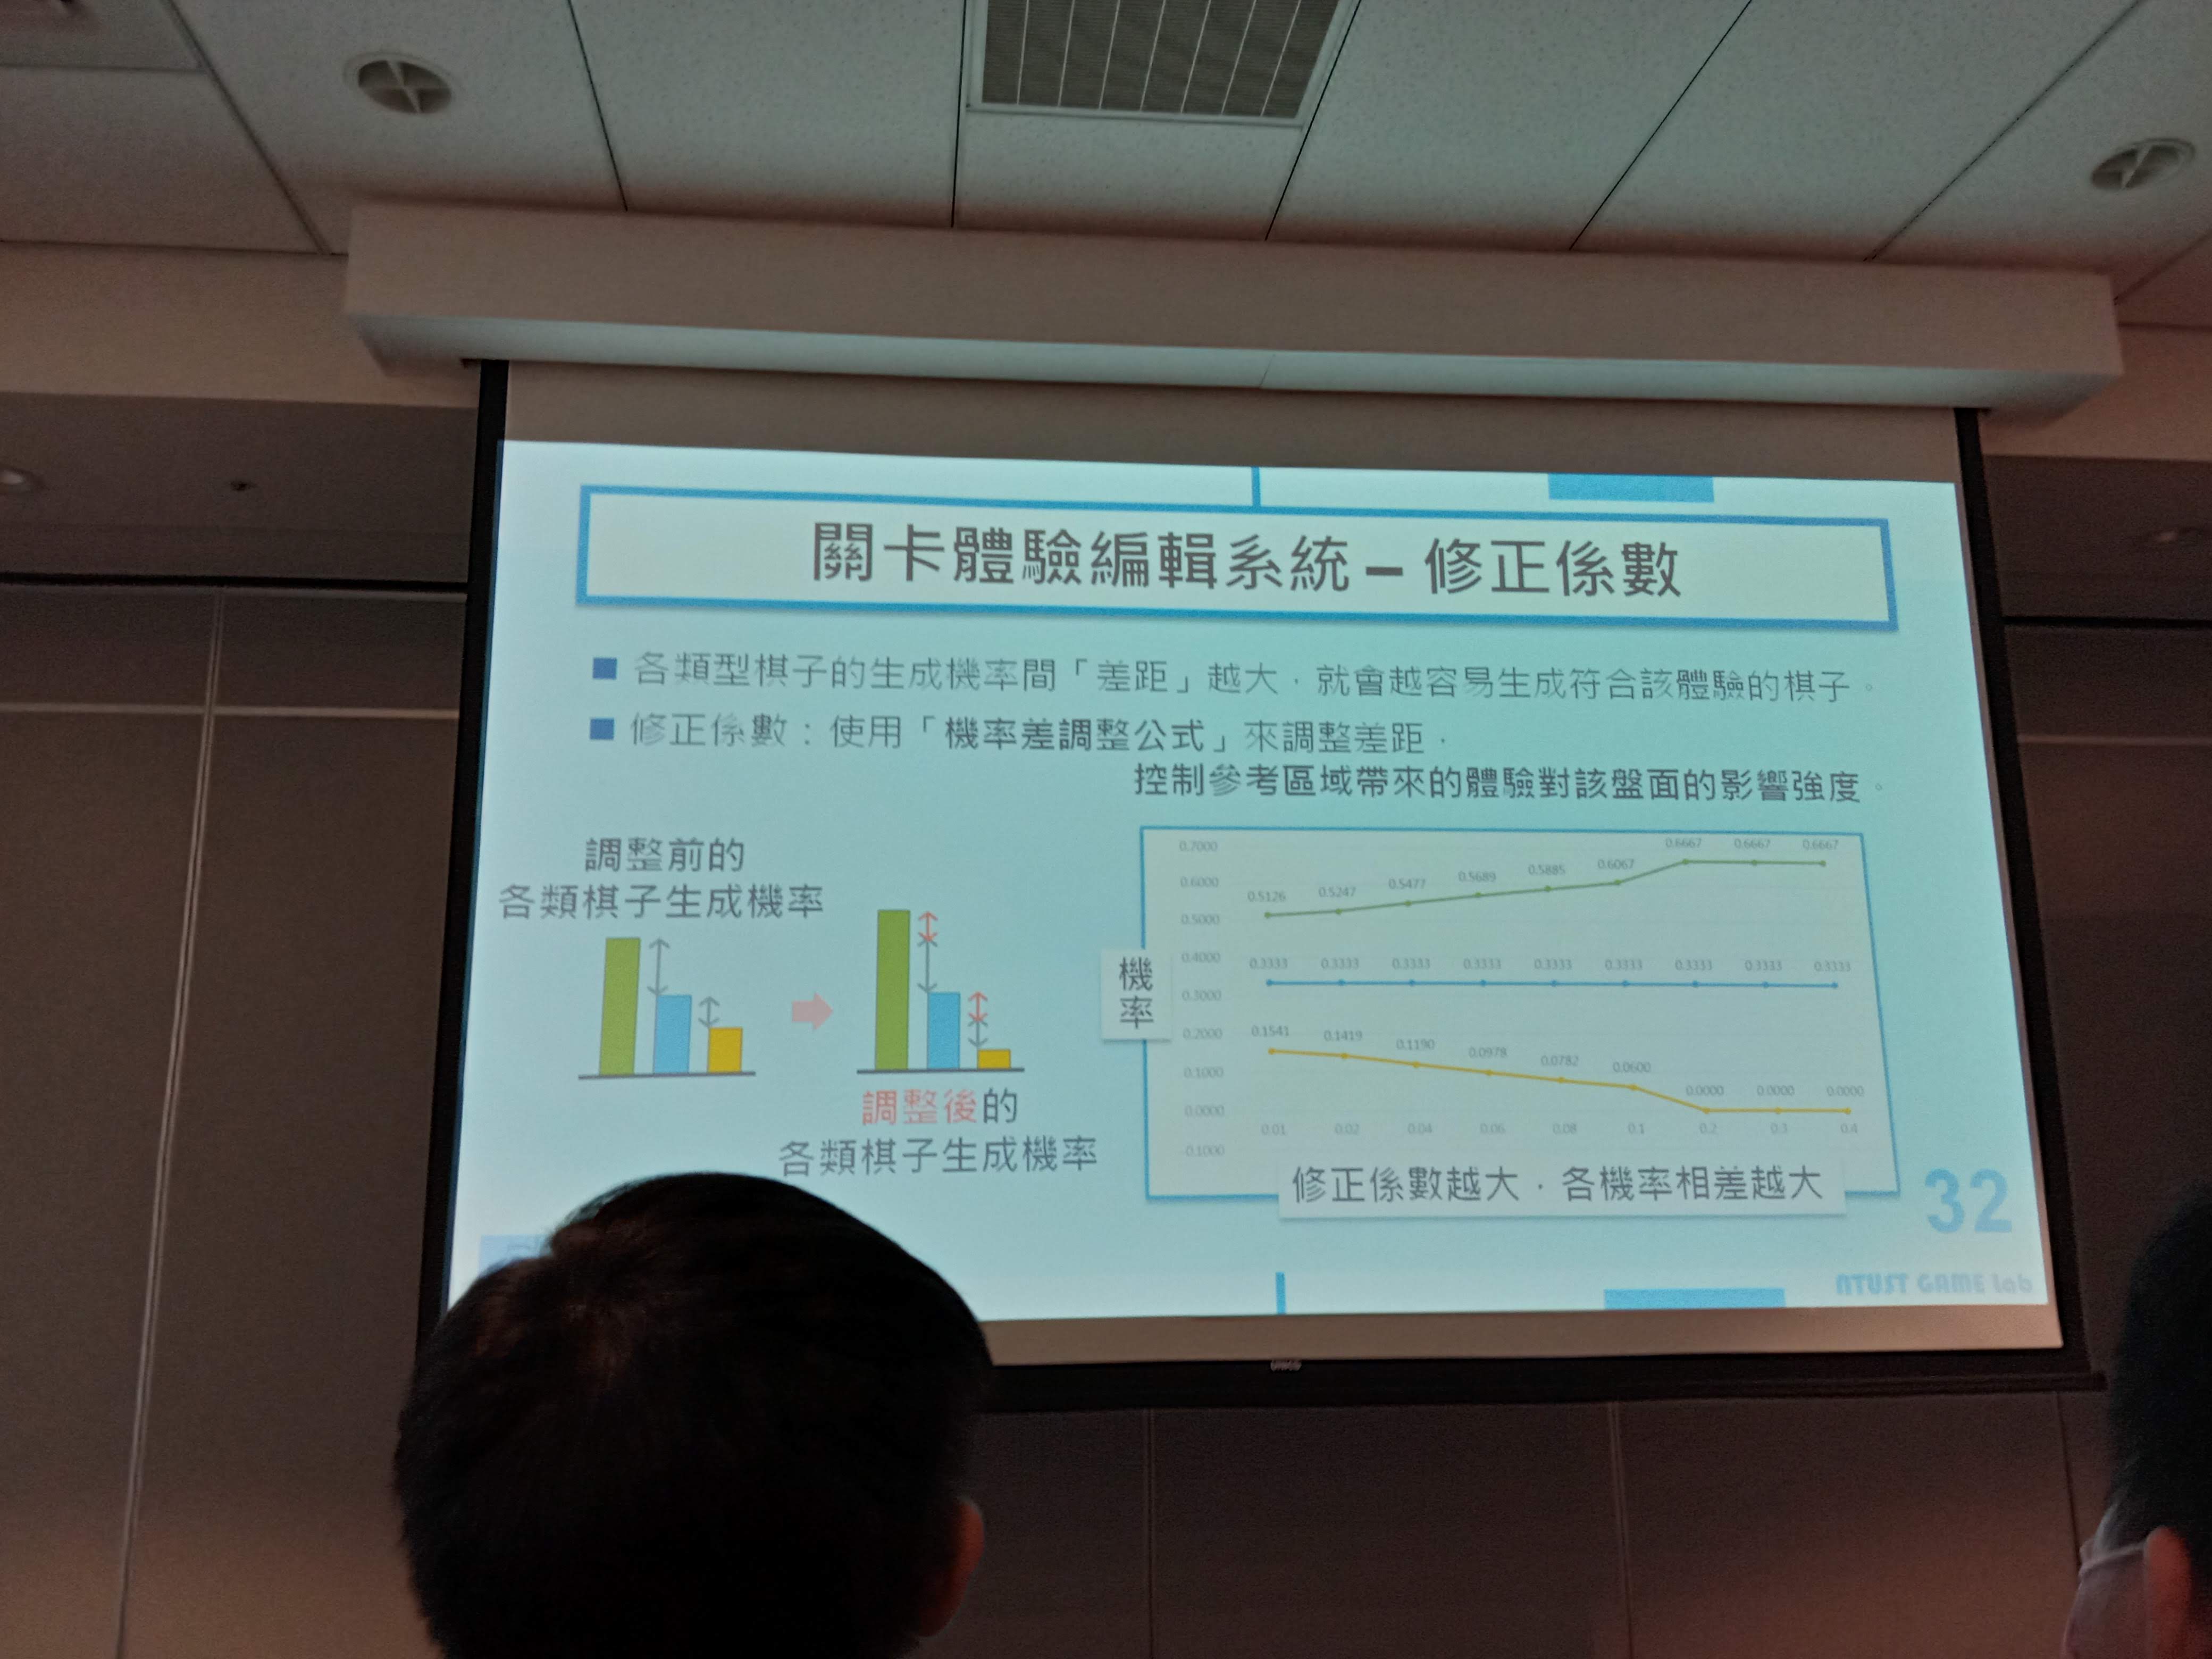 關卡體驗編輯系統 – 修正係數
各類型棋子的生成機率間「差距」越大，就會越容易生成符合該體驗的棋子。
修正係數：使用「機率差調整公式」來調整差距，
控制參考區域帶來的體驗對該盤面的影響強度。
調整前的
各類棋子生成機率
調整後的
各類棋子生成機率
機率
0.7000
0.6000
0.5000
0.4000
0.3000
0.2000
0.1000
0.0000
-0.1000
0.5126 0.5247 0.5477 0.5689 0.5885 0.6067 0.6667 0.6667 0.6667
0.3333 0.3333 0.3333 0.3333 0.3333 0.3333 0.3333 0.3333 0.3333
0.1541 0.1419 0.1190 0.0978 0.0782 0.0600 0.0000 0.0000 0.0000
0.01 0.02 0.04 0.06 0.08 0.1 0.2 0.3 0.4
修正係數越大，各機率相差越大
32
NTUST GAME lab